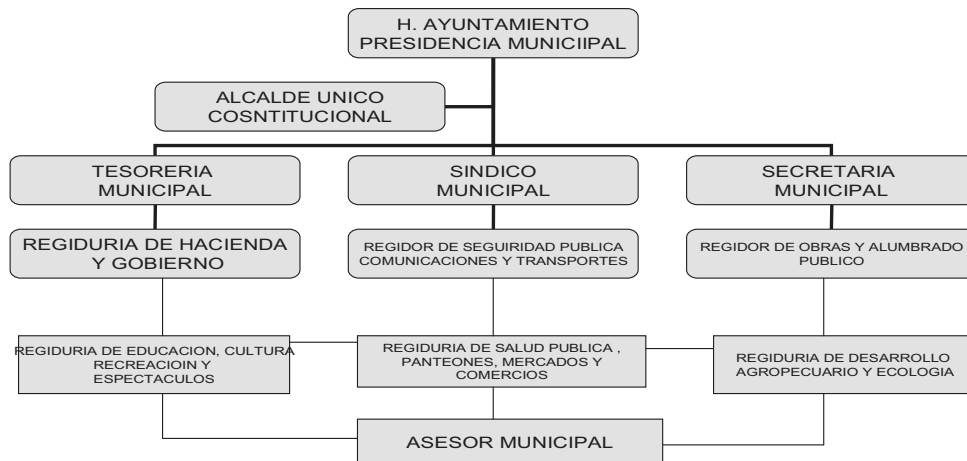 H. AYUNTAMIENTO
PRESIDENCIA MUNICIIPAL
ALCALDE UNICO
COSNTITUCIONAL
TESORERIA
MUNICIPAL
SINDICO
MUNICIPAL
SECRETARIA
MUNICIPAL
REGIDURIA DE HACIENDA
Y GOBIERNO
REGIDOR DE SEGUIRIDAD PUBLICA
COMUNICACIONES Y TRANSPORTES
REGIDOR DE OBRAS Y ALUMBRADO
PUBLICO
REGIDURIA DE EDUCACION, CULTURA
RECREACIOIN Y
ESPECTACULOS
REGIDURIA DE SALUD PUBLICA ,
PANTEONES, MERCADOS Y
COMERCIOS
REGIDURIA DE DESARROLLO
AGROPECUARIO Y ECOLOGIA
ASESOR MUNICIPAL